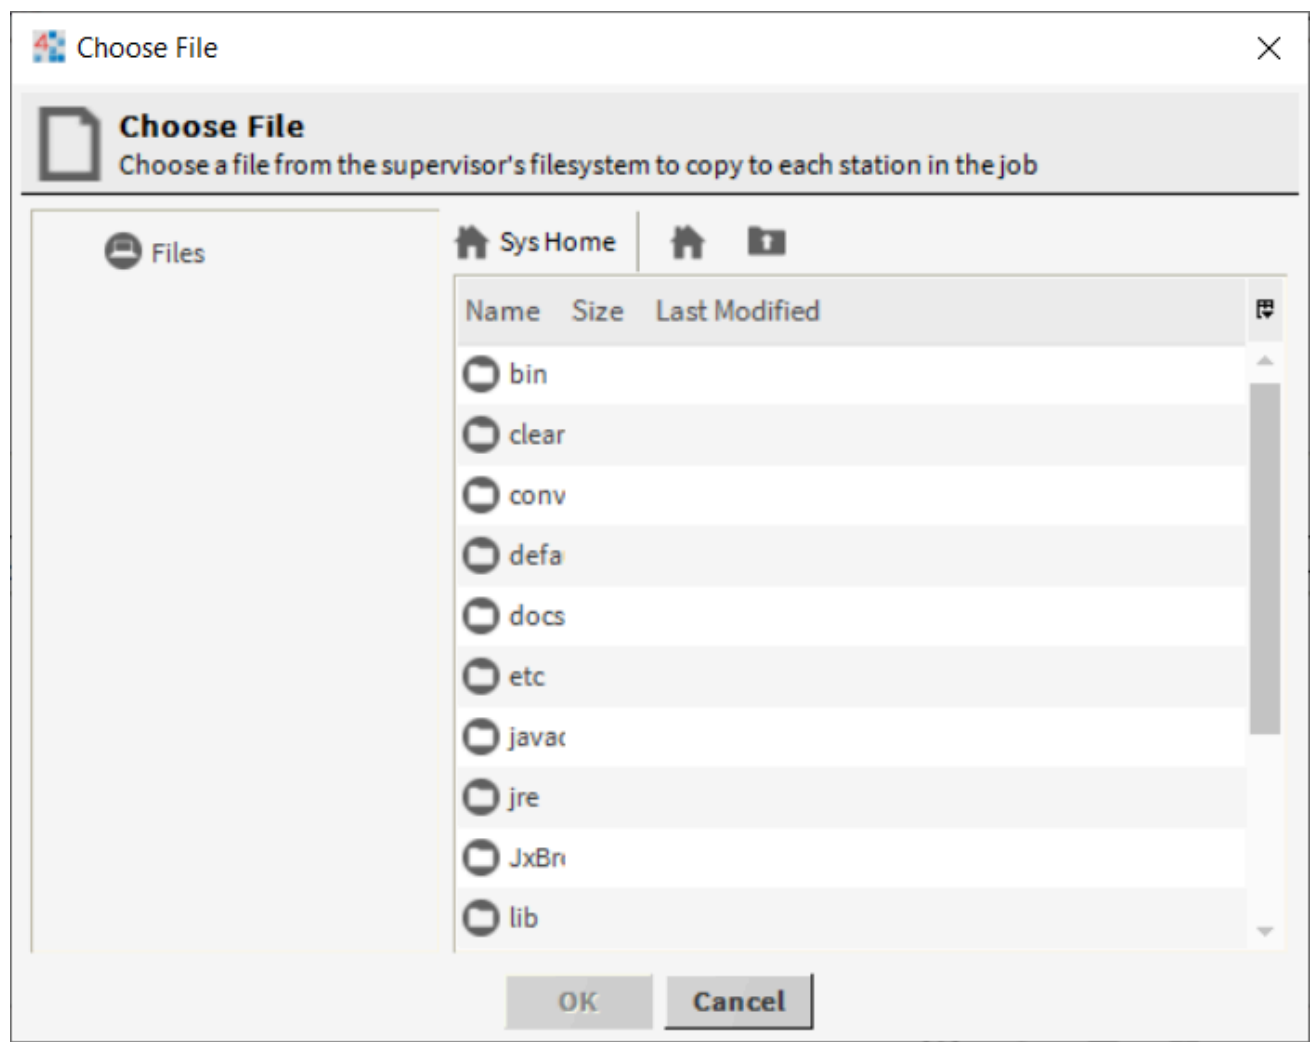 Choose File
Choose File
Choose a file from the supervisor's filesystem to copy to each station in the job
Files
Sys Home
Name Size Last Modified
bin
clear
conv
defa
docs
etc
javac
jre
JxBr
lib
OK Cancel